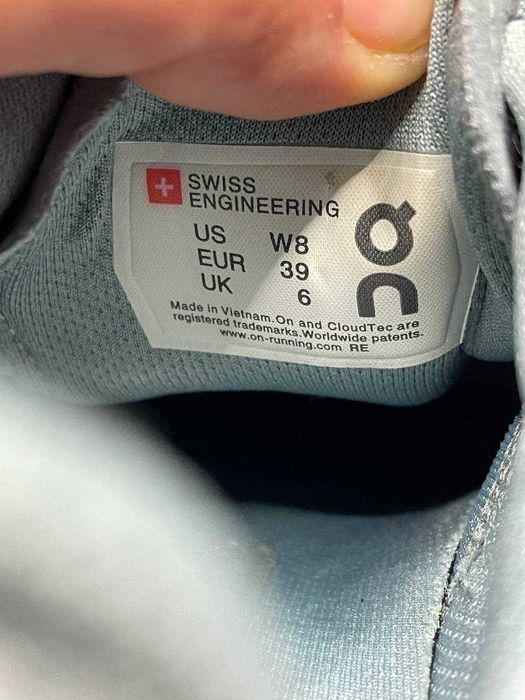 SWISS
ENGINEERING
US W8
EUR 39
UK 6
On
Made in Vietnam.On and CloudTec are
registered trademarks.Worldwide patents.
www.on-running.com RE